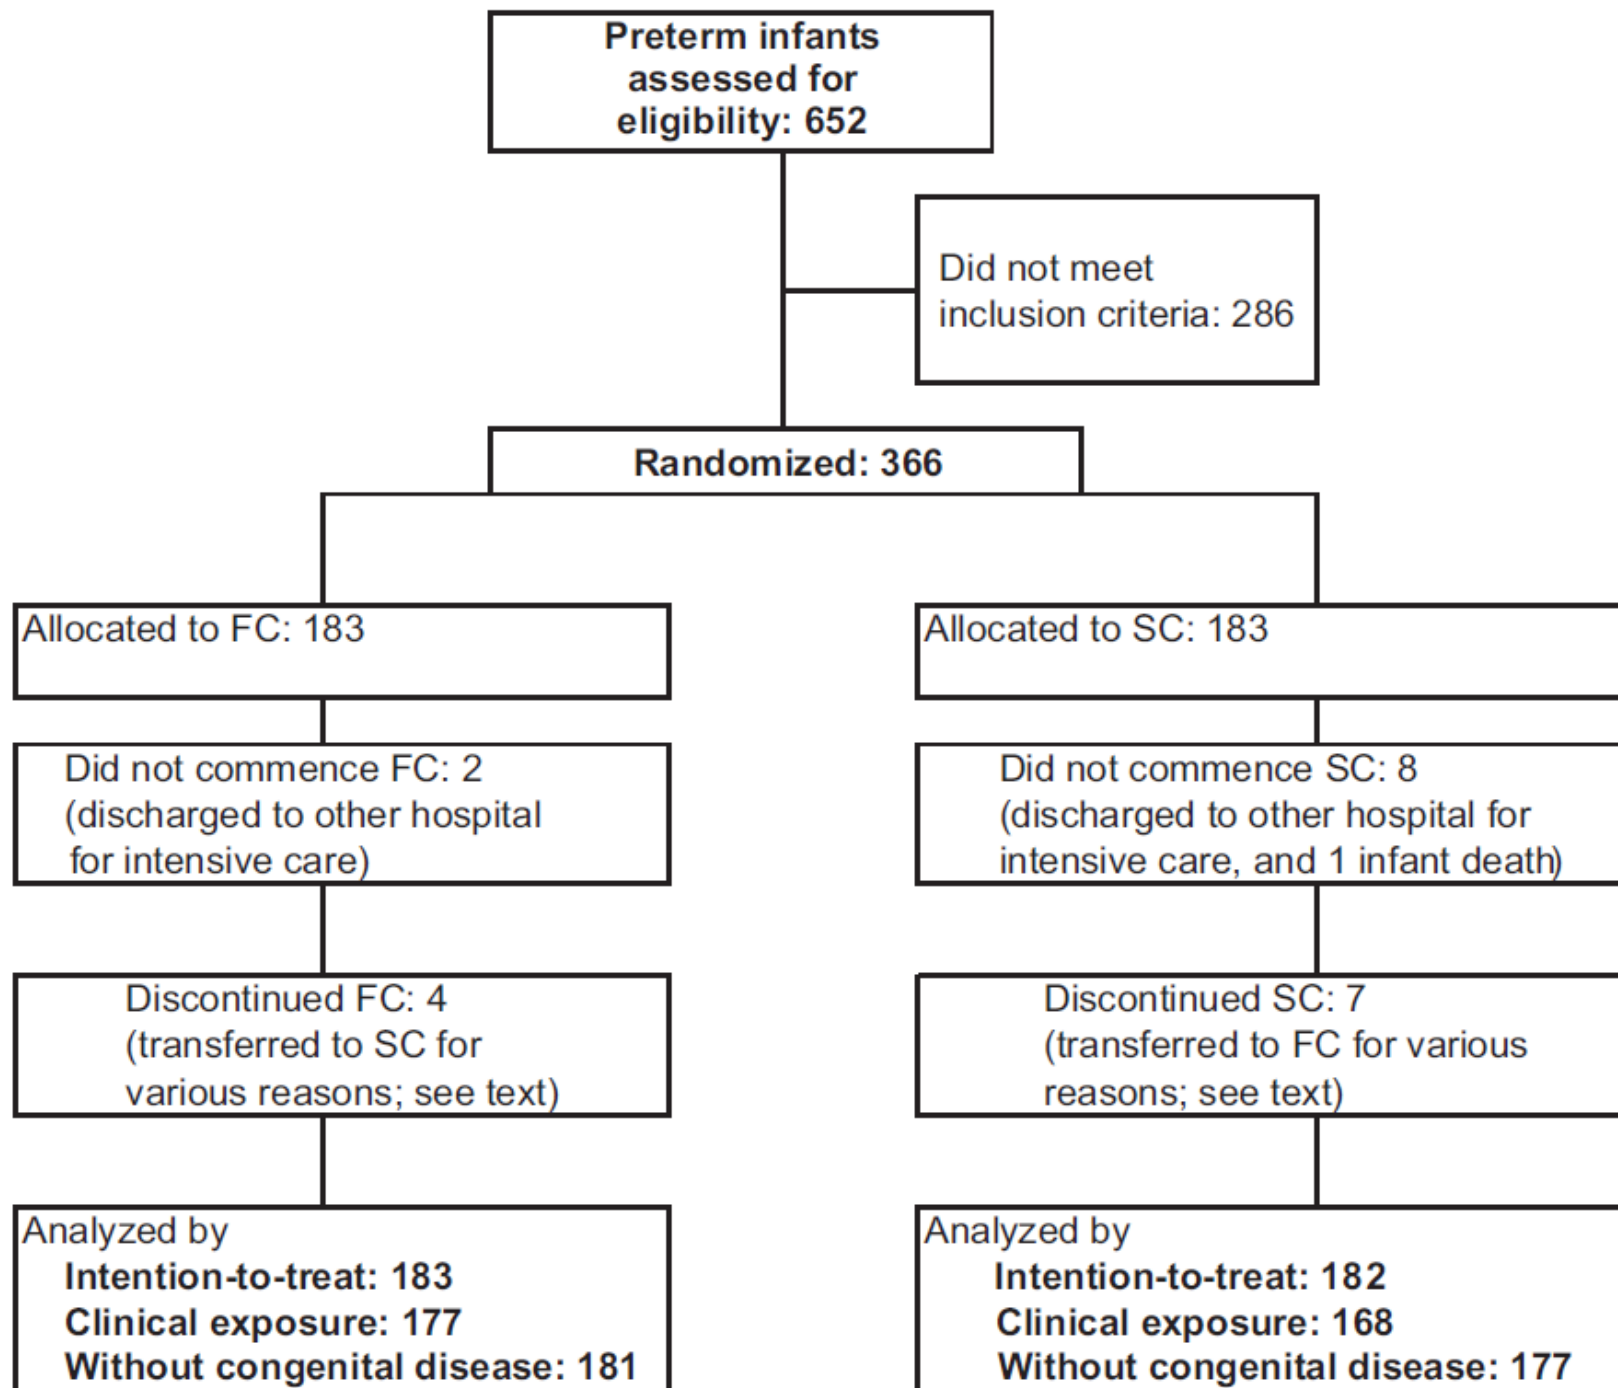 Preterm infants
assessed for
eligibility: 652
Did not meet
inclusion criteria: 286
Randomized: 366
Allocated to FC: 183
Allocated to SC: 183
Did not commence FC: 2
(discharged to other hospital
for intensive care)
Did not commence SC: 8
(discharged to other hospital for
intensive care, and 1 infant death)
Discontinued FC: 4
(transferred to SC for
various reasons; see text)
Discontinued SC: 7
(transferred to FC for various
reasons; see text)
Analyzed by
Intention-to-treat: 183
Clinical exposure: 177
Without congenital disease: 181
Analyzed by
Intention-to-treat: 182
Clinical exposure: 168
Without congenital disease: 177